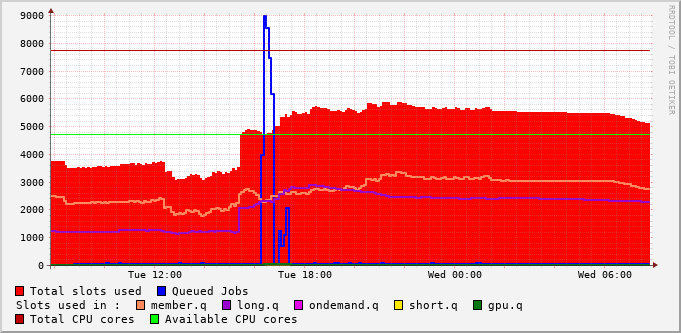 RRDTOOL / TOBI OETIKER
9000
8000
7000
6000
5000
4000
3000
2000
1000
0
Tue 12:00 Tue 18:00 Wed 00:00 Wed 06:00
Total slots used Queued Jobs
Slots used in : member.q long.q ondemand.q short.q gpu.q
Total CPU cores Available CPU cores